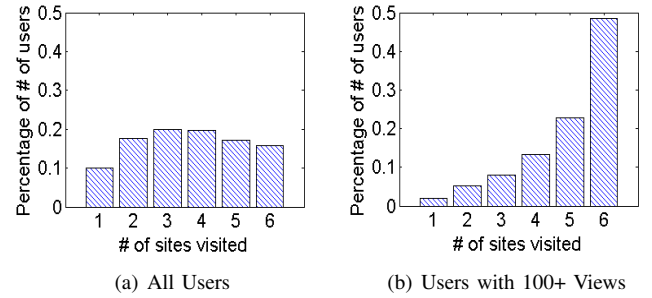 Percentage of # of users
0.5
0.4
0.3
0.2
0.1
0
1 2 3 4 5 6
# of sites visited
(a) All Users
Percentage of # of users
0.5
0.4
0.3
0.2
0.1
0
1 2 3 4 5 6
# of sites visited
(b) Users with 100+ Views